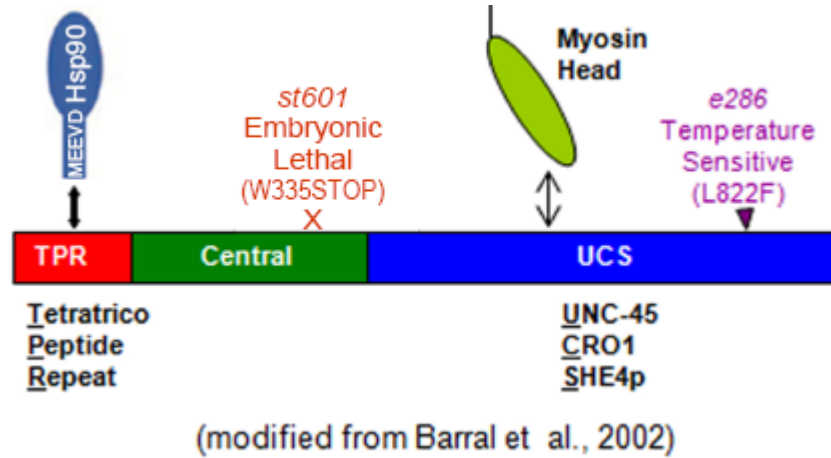 MEEVD Hsp90
st601
Embryonic
Lethal
(W335STOP)
X
Myosin
Head
e286
Temperature
Sensitive
(L822F)
TPR
Central
UCS
Tetratrico
Peptide
Repeat
UNC-45
CRO1
SHE4p
(modified from Barral et al., 2002)